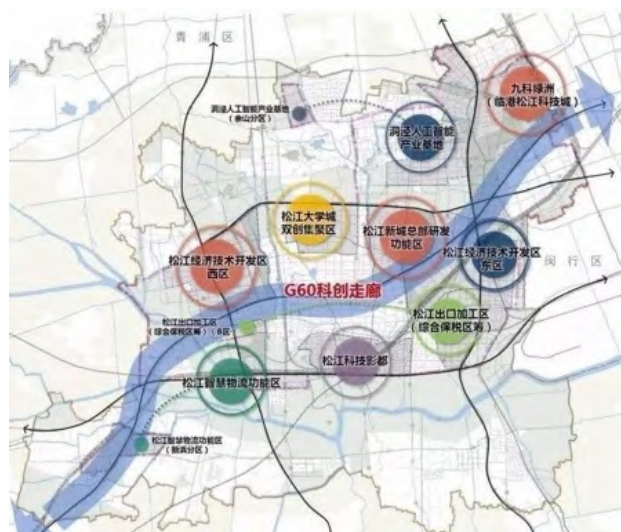 青浦区
九科绿洲
（临港松江科技城）
洞泾人工智能产业基地
（佘山分区）
洞泾人工智能
产业基地
松江大学城
双创集聚区
松江新城总部研发
功能区
松江经济技术开发区
西区
松江经济技术开发区
东区
闵行区
G60科创走廊
松江出口加工区
（综合保税区筹）（B区）
松江出口加工区
（综合保税区筹）
松江科技影都
松江智慧物流功能区
松江智慧物流功能区
（新浜分区）